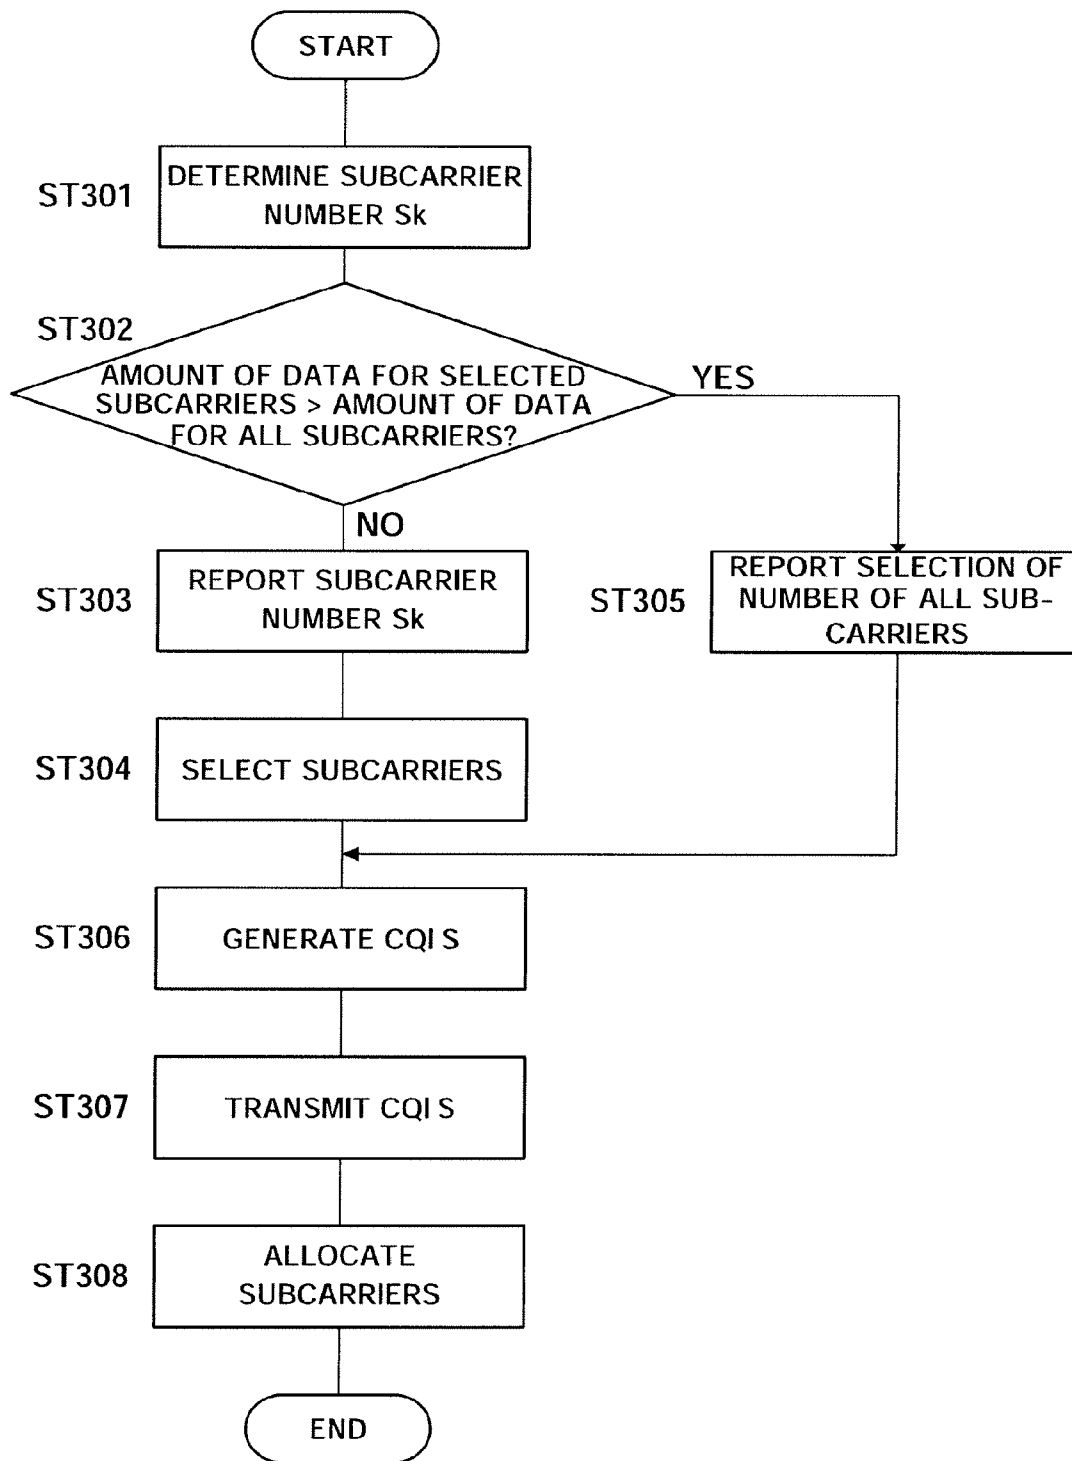 START
ST301
DETERMINE SUBCARRIER
NUMBER Sk
ST302
AMOUNT OF DATA FOR SELECTED
SUBCARRIERS > AMOUNT OF DATA
FOR ALL SUBCARRIERS?
YES
NO
ST303
REPORT SUBCARRIER
NUMBER Sk
ST305
REPORT SELECTION OF
NUMBER OF ALL SUB-
CARRIERS
ST304
SELECT SUBCARRIERS
ST306
GENERATE CQI S
ST307
TRANSMIT CQI S
ST308
ALLOCATE
SUBCARRIERS
END